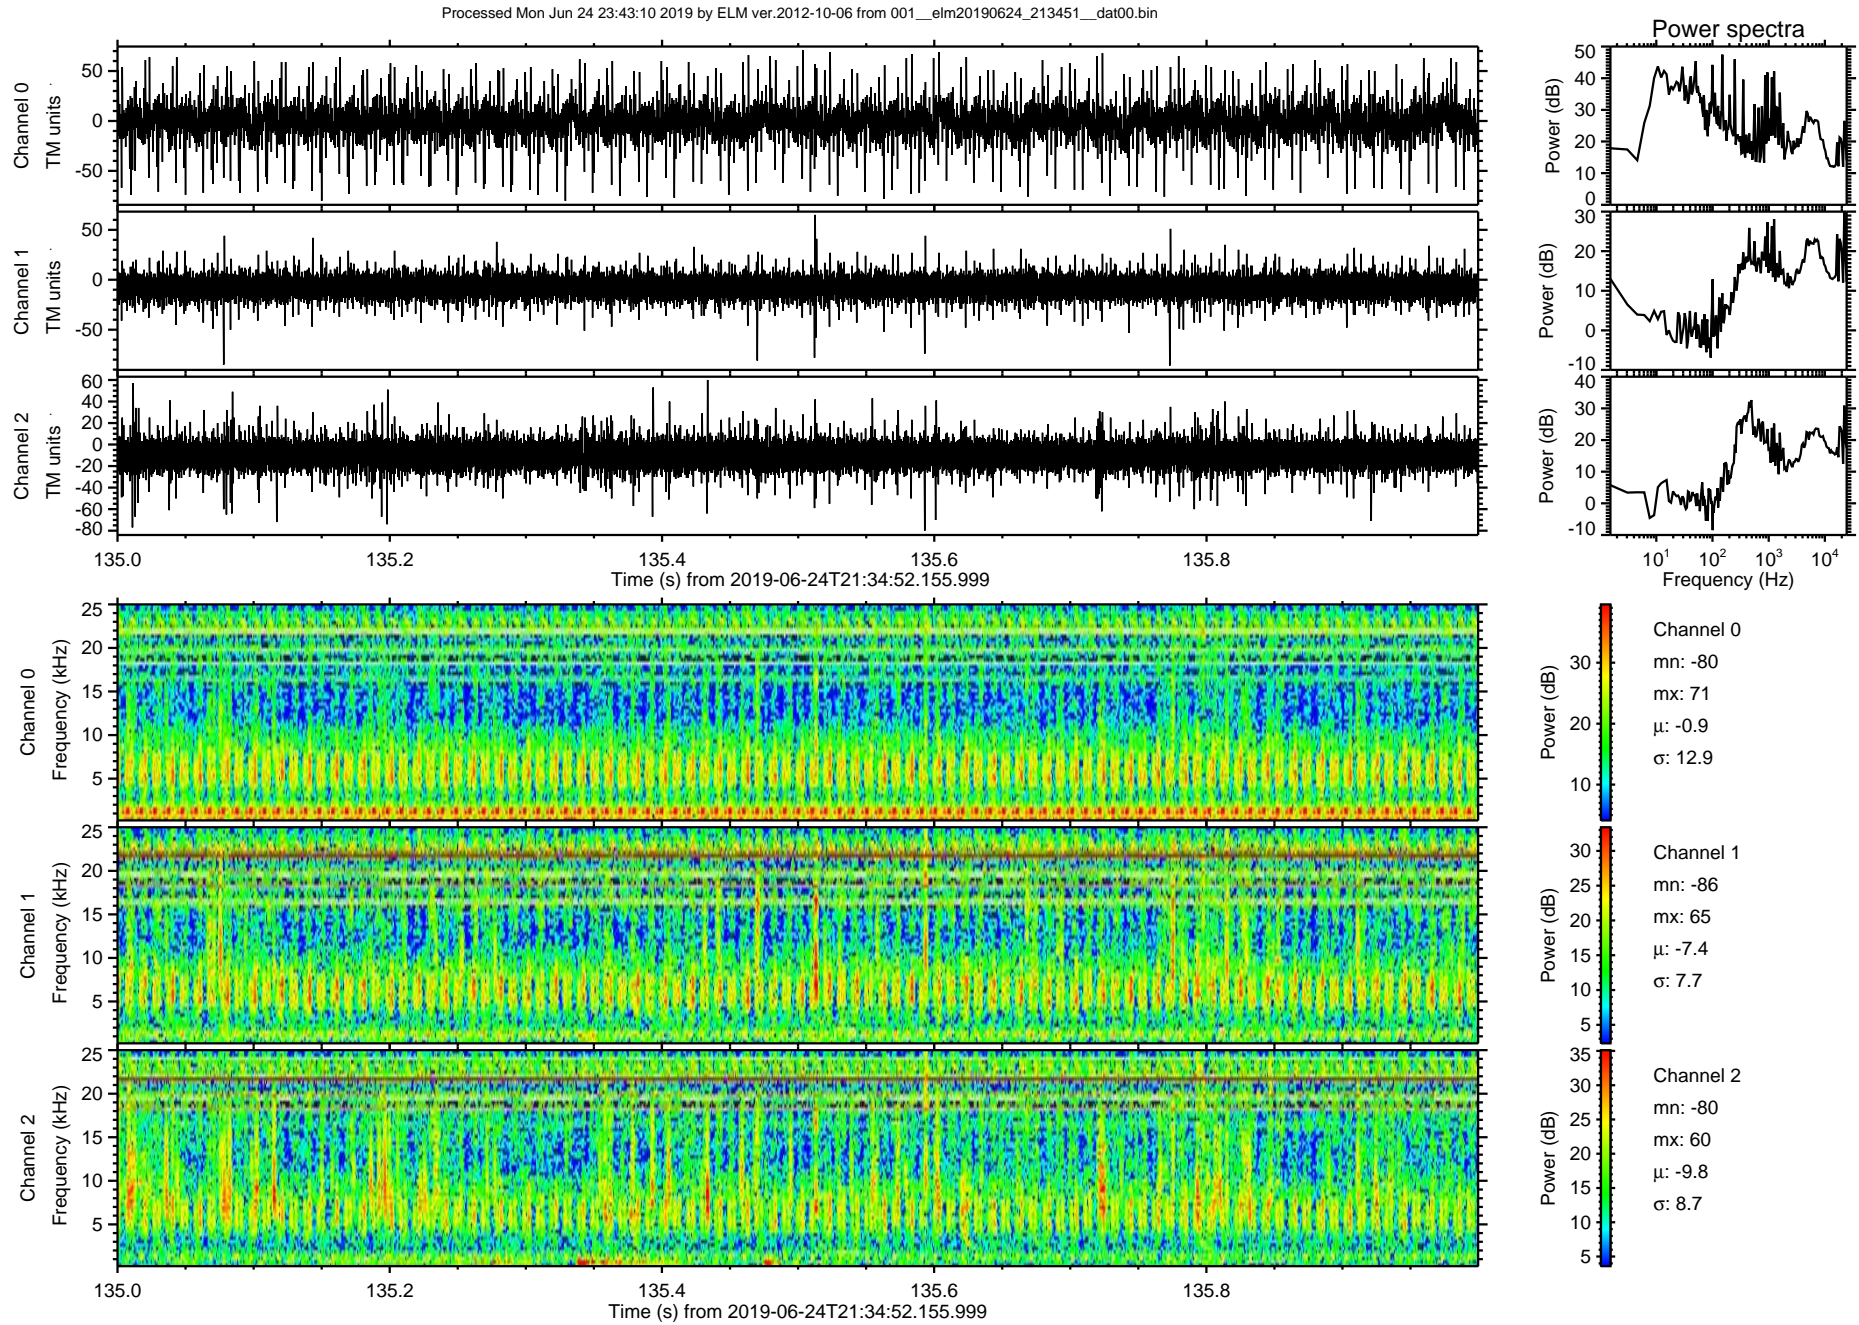 Processed Mon Jun 24 23:43:10 2019 by ELM ver.2012-10-06 from 001__elm20190624_213451__dat00.bin
Power spectra
Channel 0
TM units
50
0
-50
Power (dB)
50
40
30
20
10
0
Channel 1
TM units
50
0
-50
Power (dB)
30
20
10
0
-10
Channel 2
TM units
60
40
20
0
-20
-40
-60
-80
Power (dB)
40
30
20
10
0
-10
135.0 135.2 135.4 135.6 135.8
Time (s) from 2019-06-24T21:34:52.155.999
10^1 10^2 10^3 10^4
Frequency (Hz)
Channel 0
Frequency (kHz)
25
20
15
10
5
Power (dB)
30
20
10
Channel 0
mn: -80
mx: 71
μ: -0.9
σ: 12.9
Channel 1
Frequency (kHz)
25
20
15
10
5
Power (dB)
30
25
20
15
10
5
Channel 1
mn: -86
mx: 65
μ: -7.4
σ: 7.7
Channel 2
Frequency (kHz)
25
20
15
10
5
Power (dB)
35
30
25
20
15
10
5
Channel 2
mn: -80
mx: 60
μ: -9.8
σ: 8.7
135.0 135.2 135.4 135.6 135.8
Time (s) from 2019-06-24T21:34:52.155.999